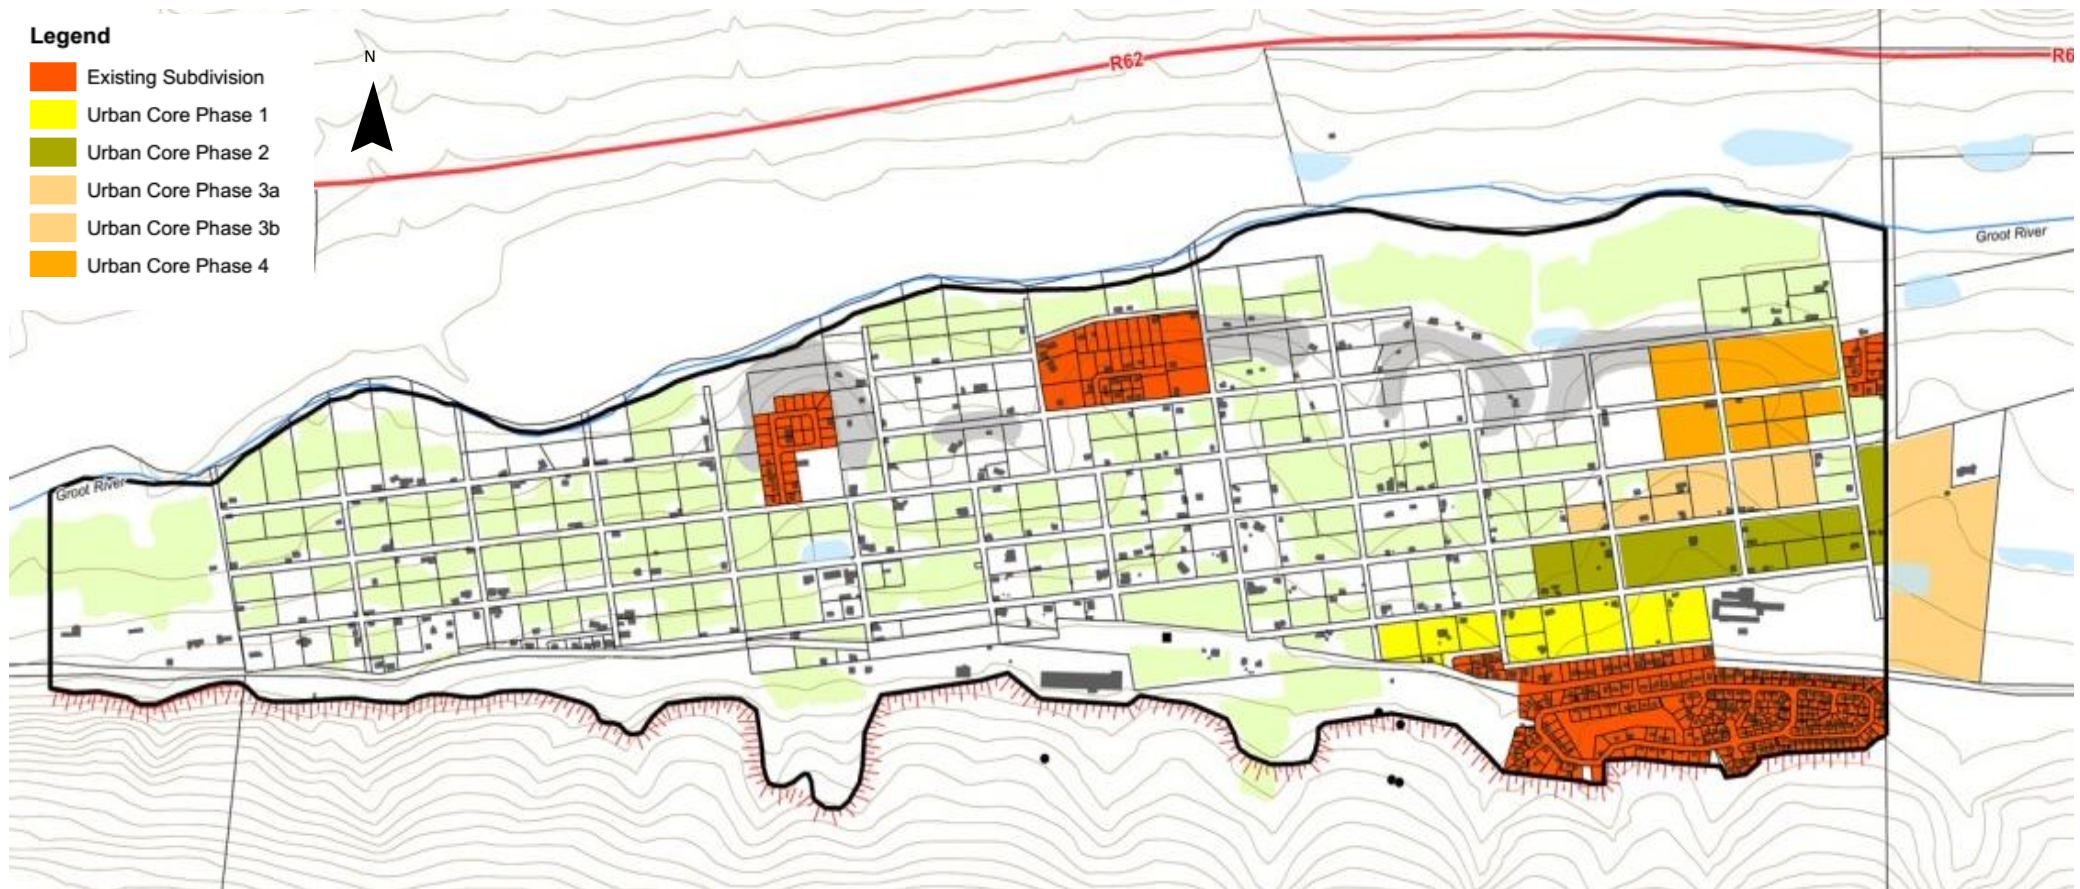 Legend
Existing Subdivision
Urban Core Phase 1
Urban Core Phase 2
Urban Core Phase 3a
Urban Core Phase 3b
Urban Core Phase 4
N
R62
R6
Groot River
Groot River